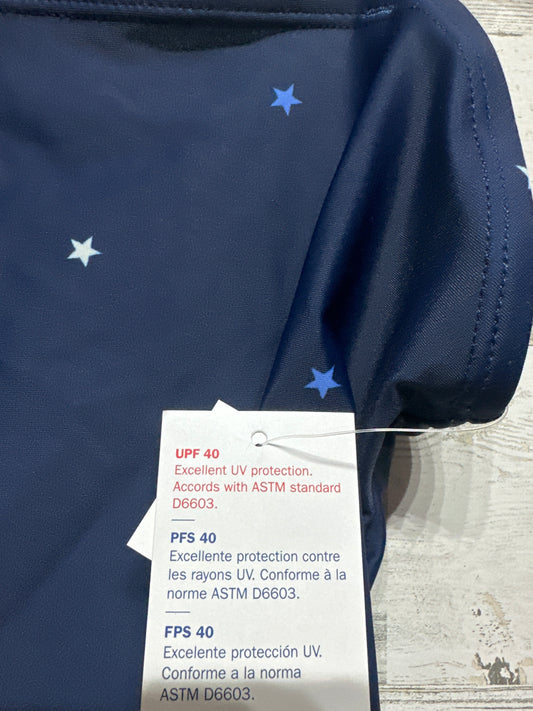 UPF 40
Excellent UV protection.
Accords with ASTM standard
D6603.
PFS 40
Excellente protection contre
les rayons UV. Conforme à la
norme ASTM D6603.
FPS 40
Excelente protección UV.
Conforme a la norma
ASTM D6603.